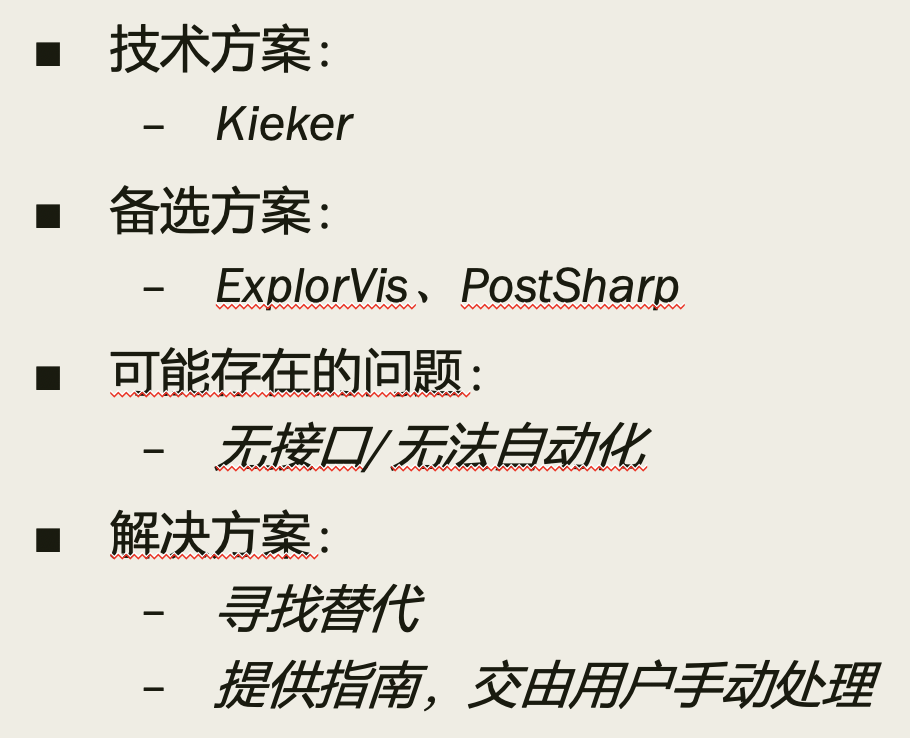 ■ 技术方案：
– Kieker
■ 备选方案：
– ExplorVis、PostSharp
■ 可能存在的问题：
– 无接口/无法自动化
■ 解决方案：
– 寻找替代
– 提供指南，交由用户手动处理